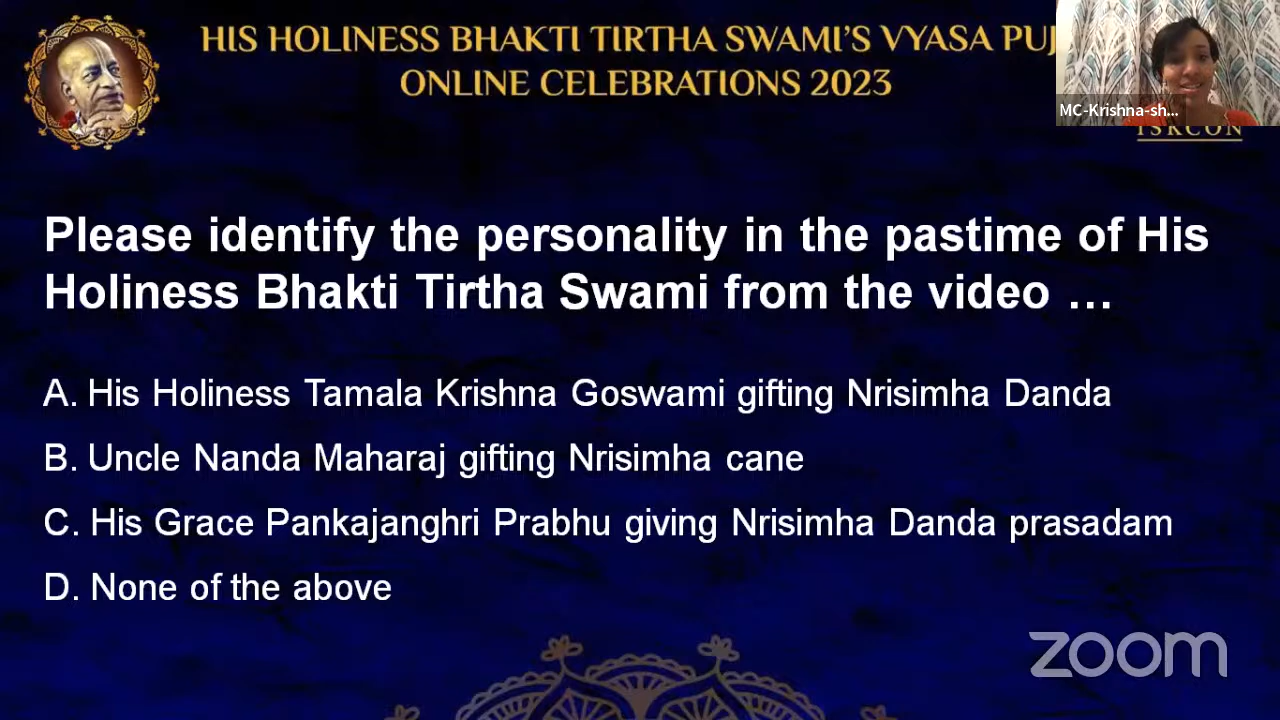 HIS HOLINESS BHAKTI TIRTHA SWAMI'S VYASA PUJ
ONLINE CELEBRATIONS 2023
MC-Krishna-sh...
ISKCON
Please identify the personality in the pastime of His
Holiness Bhakti Tirtha Swami from the video …
A. His Holiness Tamala Krishna Goswami gifting Nrisimha Danda
B. Uncle Nanda Maharaj gifting Nrisimha cane
C. His Grace Pankajanghri Prabhu giving Nrisimha Danda prasadam
D. None of the above
zoom